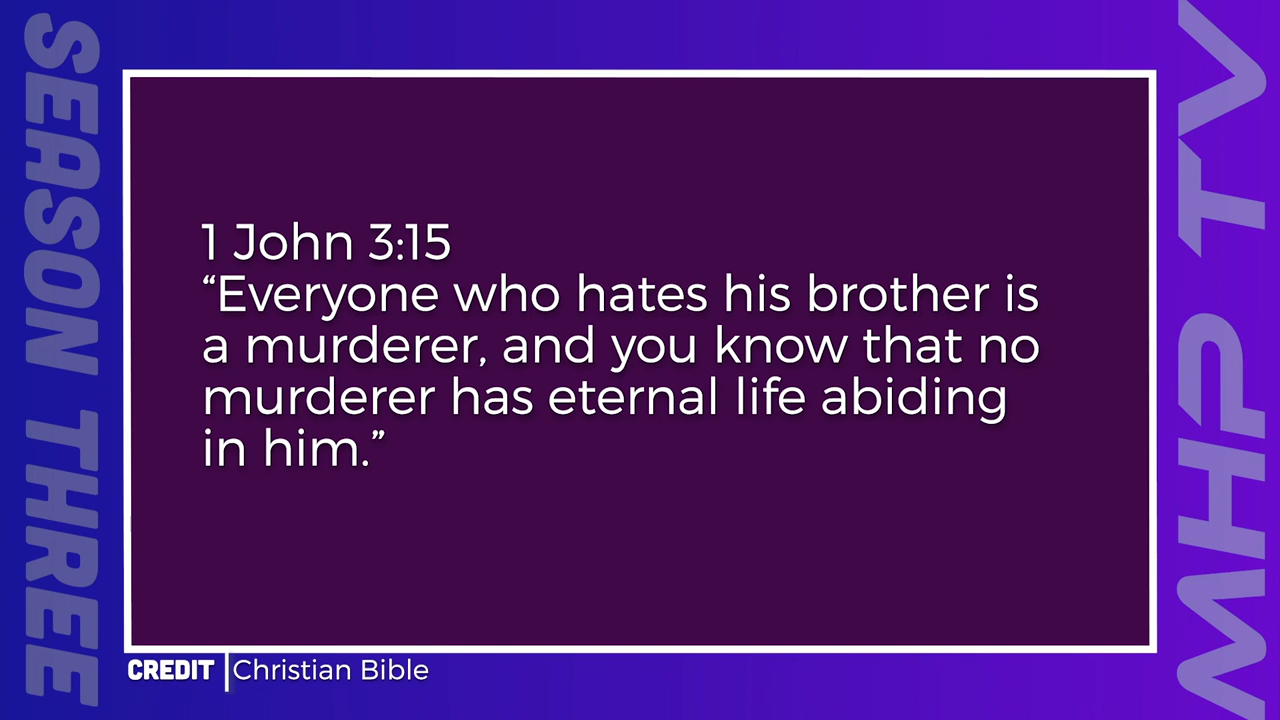 SEASON THREE
1 John 3:15
“Everyone who hates his brother is
a murderer, and you know that no
murderer has eternal life abiding
in him.”
CREDIT Christian Bible
MHP TV